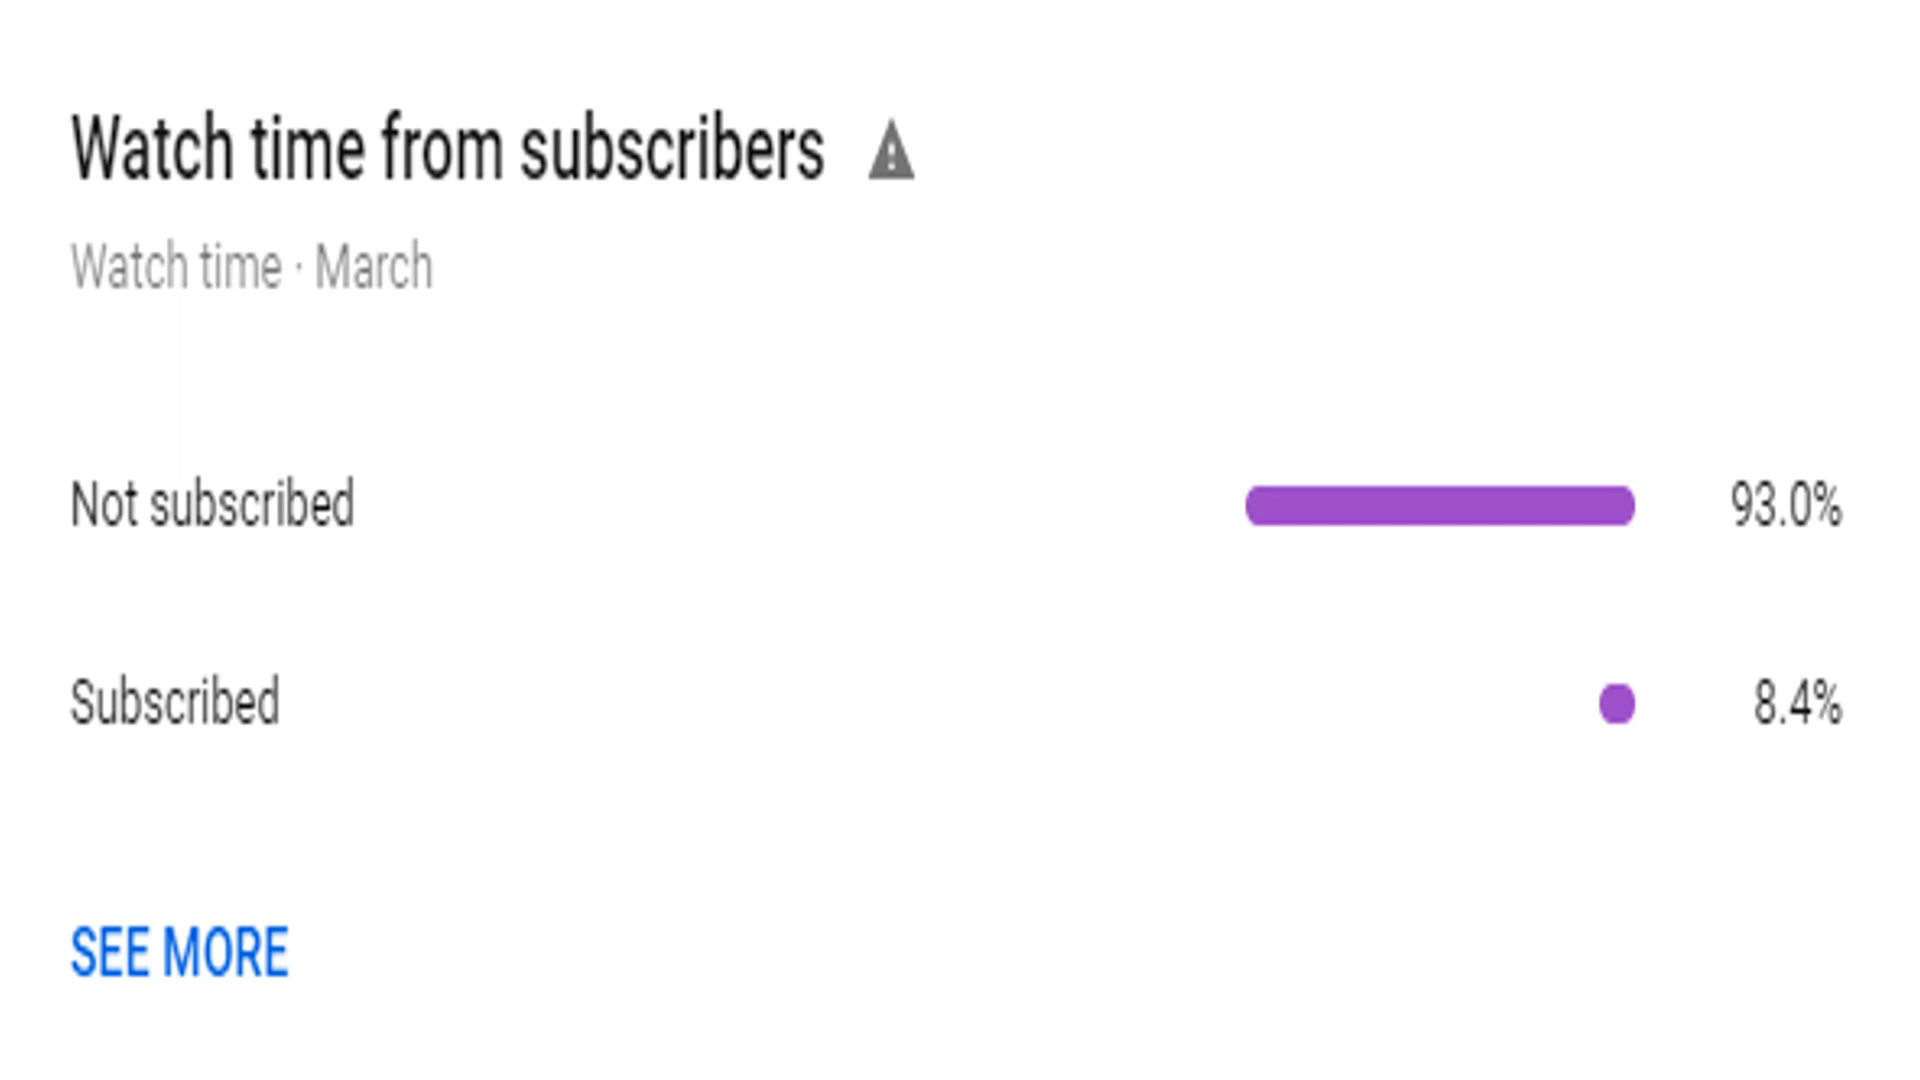 Watch time from subscribers
Watch time · March
Not subscribed 93.0%
Subscribed 8.4%
SEE MORE